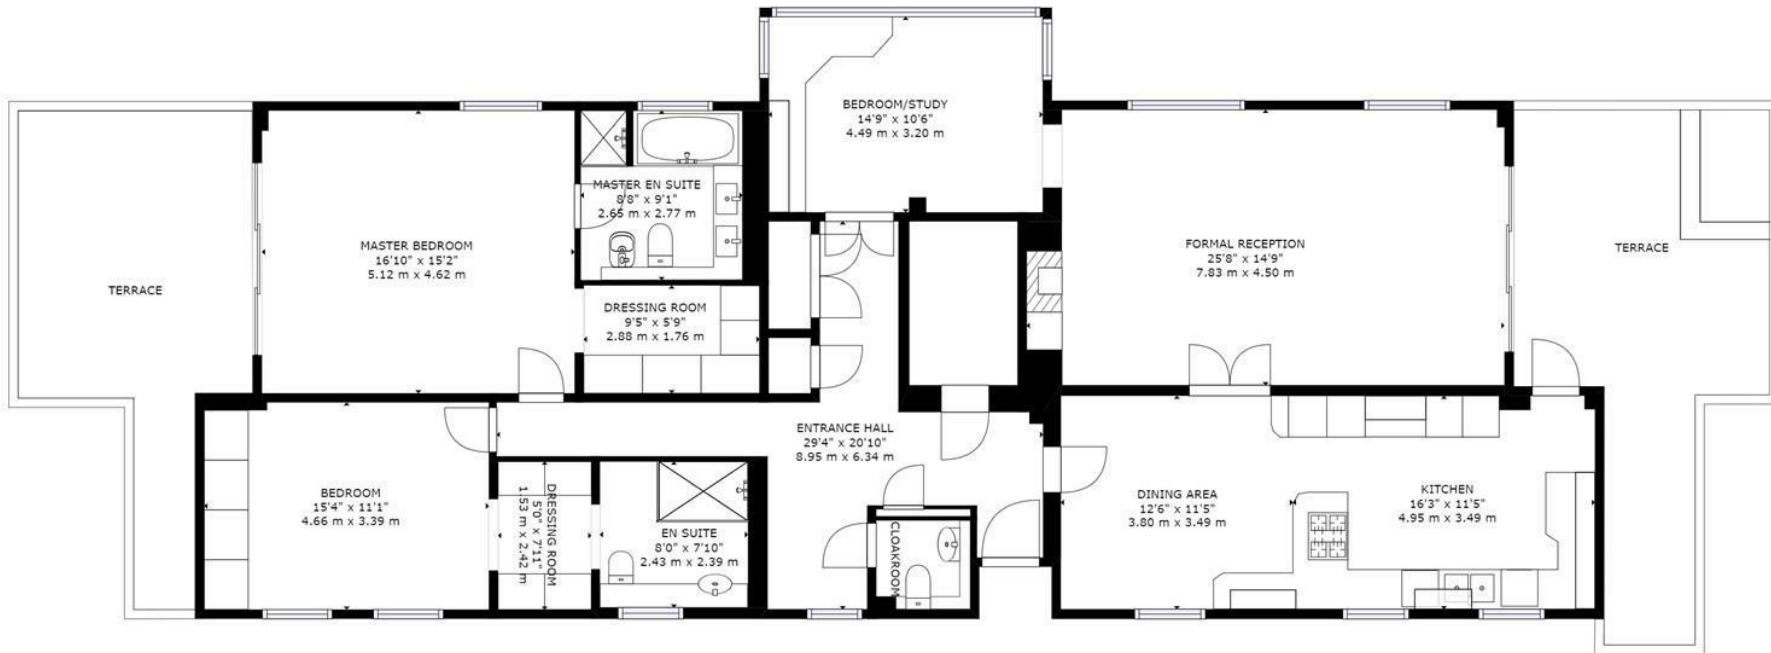 BEDROOM/STUDY
14'9" x 10'6"
4.49 m x 3.20 m
MASTER EN SUITE
8'8" x 9'1"
2.65 m x 2.77 m
MASTER BEDROOM
16'10" x 15'2"
5.12 m x 4.62 m
FORMAL RECEPTION
25'8" x 14'9"
7.83 m x 4.50 m
TERRACE
TERRACE
DRESSING ROOM
9'5" x 5'9"
2.88 m x 1.76 m
ENTRANCE HALL
29'4" x 20'10"
8.95 m x 6.34 m
BEDROOM
15'4" x 11'1"
4.66 m x 3.39 m
DRESSING ROOM
5'0" x 7'11"
1.53 m x 2.42 m
EN SUITE
8'0" x 7'10"
2.43 m x 2.39 m
CLOAKROOM
DINING AREA
12'6" x 11'5"
3.80 m x 3.49 m
KITCHEN
16'3" x 11'5"
4.95 m x 3.49 m